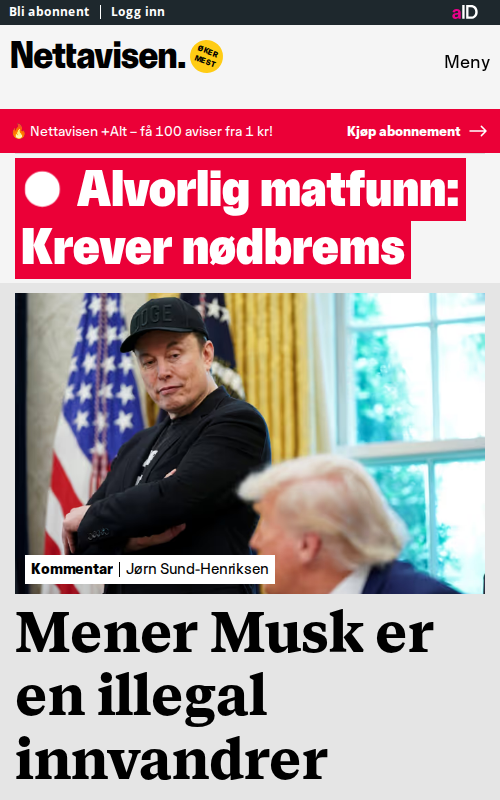 Bli abonnent | Logg inn
aID
Nettavisen.
ØKER
MEST
Meny
🔥 Nettavisen +Alt – få 100 aviser fra 1 kr!
Kjøp abonnement →
Alvorlig matfunn:
Krever nødbrems
DOGE
Kommentar | Jørn Sund-Henriksen
Mener Musk er
en illegal
innvandrer